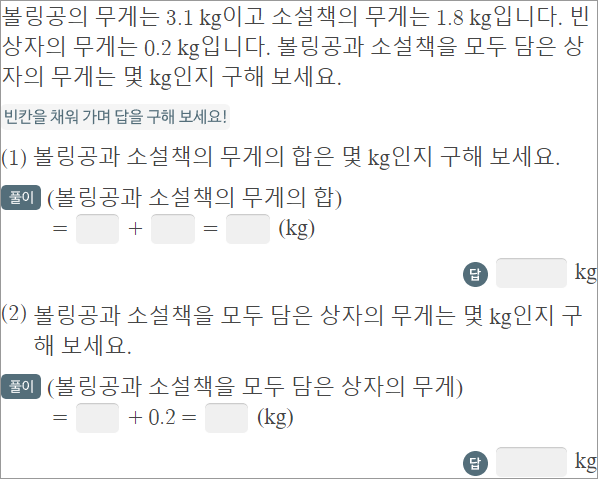 볼링공의 무게는 3.1 kg이고 소설책의 무게는 1.8 kg입니다. 빈
상자의 무게는 0.2 kg입니다. 볼링공과 소설책을 모두 담은 상
자의 무게는 몇 kg인지 구해 보세요.
빈칸을 채워 가며 답을 구해 보세요!
(1) 볼링공과 소설책의 무게의 합은 몇 kg인지 구해 보세요.
풀이 (볼링공과 소설책의 무게의 합)
= + = (kg)
답 kg
(2) 볼링공과 소설책을 모두 담은 상자의 무게는 몇 kg인지 구
해 보세요.
풀이 (볼링공과 소설책을 모두 담은 상자의 무게)
= + 0.2 = (kg)
답 kg